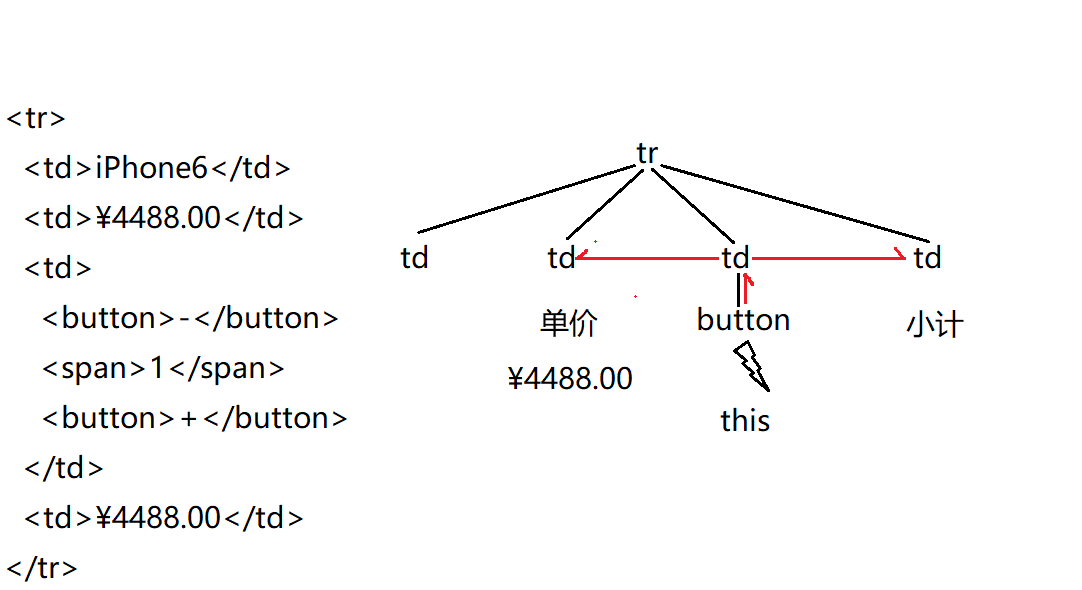 <tr>
<td>iPhone6</td>
<td>¥4488.00</td>
<td>
<button>-</button>
<span>1</span>
<button>+</button>
</td>
<td>¥4488.00</td>
</tr>
tr
td td td td
单价 button 小计
¥4488.00
this